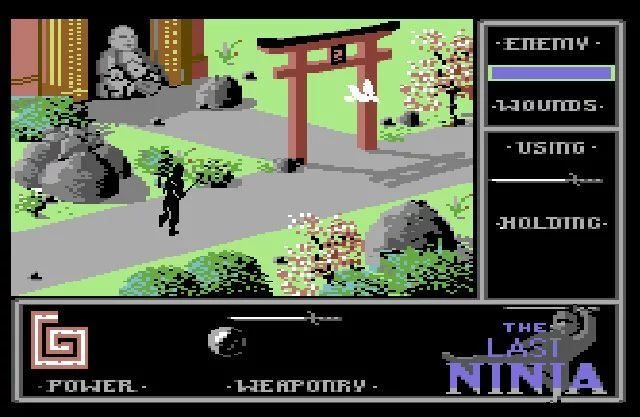 ENEMY
WOUNDS
USING
HOLDING
POWER
WEAPONRY
THE
LAST
NINJA